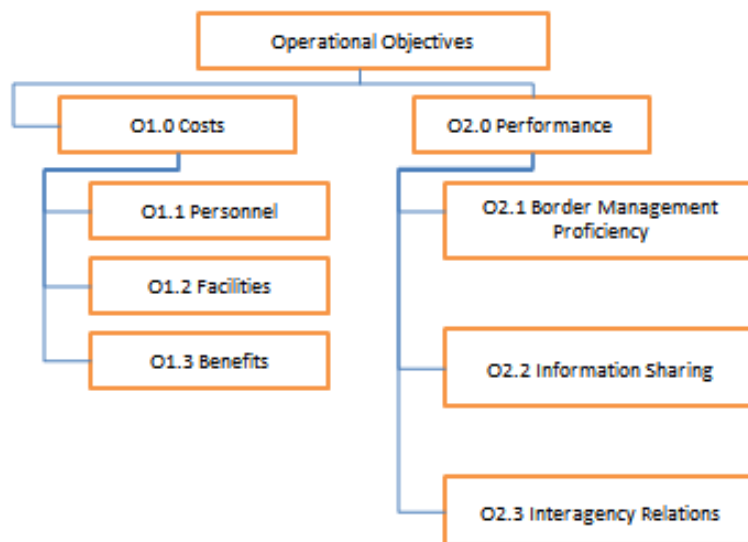 Operational Objectives
O1.0 Costs
O2.0 Performance
O1.1 Personnel
O1.2 Facilities
O1.3 Benefits
O2.1 Border Management
Proficiency
O2.2 Information Sharing
O2.3 Interagency Relations